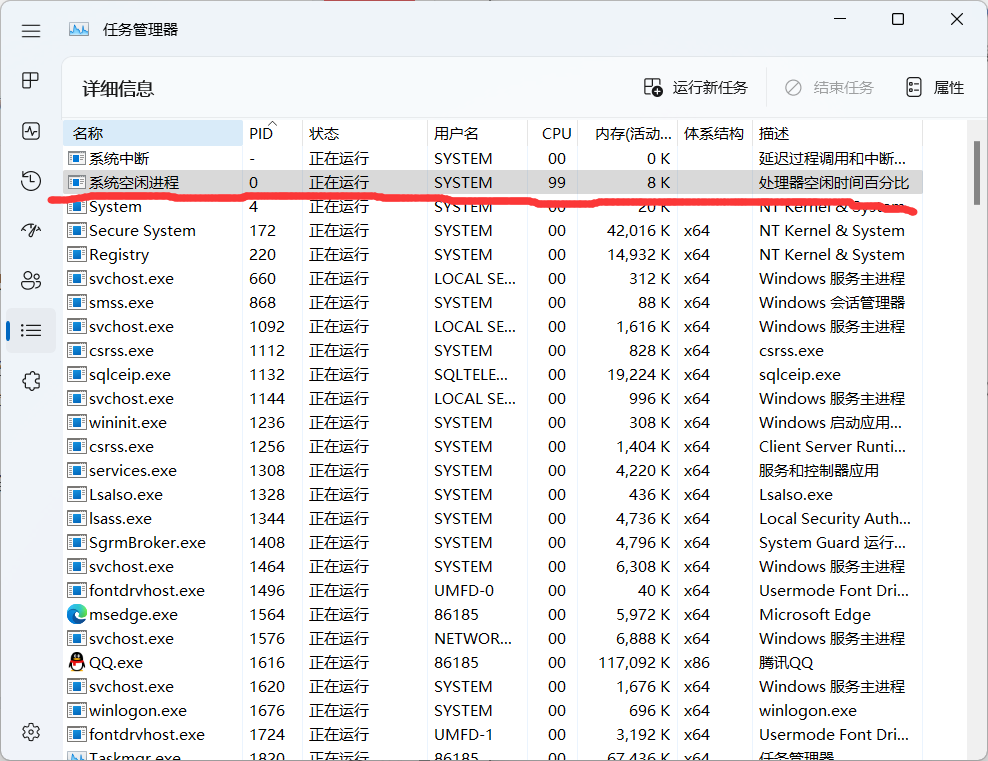 任务管理器
详细信息 运行新任务 结束任务 属性
名称 PID 状态 用户名 CPU 内存(活动... 体系结构 描述
系统中断 - 正在运行 SYSTEM 00 0 K 延迟过程调用和中断...
系统空闲进程 0 正在运行 SYSTEM 99 8 K 处理器空闲时间百分比
System 4 正在运行 SYSTEM 00 20 K NT Kernel & System
Secure System 172 正在运行 SYSTEM 00 42,016 K x64 NT Kernel & System
Registry 220 正在运行 SYSTEM 00 14,932 K x64 NT Kernel & System
svchost.exe 660 正在运行 LOCAL SE... 00 312 K x64 Windows 服务主进程
smss.exe 868 正在运行 SYSTEM 00 88 K x64 Windows 会话管理器
svchost.exe 1092 正在运行 LOCAL SE... 00 1,616 K x64 Windows 服务主进程
csrss.exe 1112 正在运行 SYSTEM 00 828 K x64 csrss.exe
sqlceip.exe 1132 正在运行 SQLTELE... 00 19,224 K x64 sqlceip.exe
svchost.exe 1144 正在运行 LOCAL SE... 00 996 K x64 Windows 服务主进程
wininit.exe 1236 正在运行 SYSTEM 00 308 K x64 Windows 启动应用...
csrss.exe 1256 正在运行 SYSTEM 00 1,404 K x64 Client Server Runti...
services.exe 1308 正在运行 SYSTEM 00 4,220 K x64 服务和控制器应用
LsaIso.exe 1328 正在运行 SYSTEM 00 436 K x64 LsaIso.exe
lsass.exe 1344 正在运行 SYSTEM 00 4,736 K x64 Local Security Auth...
SgrmBroker.exe 1408 正在运行 SYSTEM 00 4,796 K x64 System Guard 运行...
svchost.exe 1464 正在运行 SYSTEM 00 6,308 K x64 Windows 服务主进程
fontdrvhost.exe 1496 正在运行 UMFD-0 00 40 K x64 Usermode Font Dri...
msedge.exe 1564 正在运行 86185 00 5,972 K x64 Microsoft Edge
svchost.exe 1576 正在运行 NETWOR... 00 6,888 K x64 Windows 服务主进程
QQ.exe 1616 正在运行 86185 00 117,092 K x86 腾讯QQ
svchost.exe 1620 正在运行 SYSTEM 00 1,676 K x64 Windows 服务主进程
winlogon.exe 1676 正在运行 SYSTEM 00 696 K x64 winlogon.exe
fontdrvhost.exe 1724 正在运行 UMFD-1 00 3,192 K x64 Usermode Font Dri...
Taskmgr.exe 1820 正在运行 86185 00 67,436 K x64 任务管理器